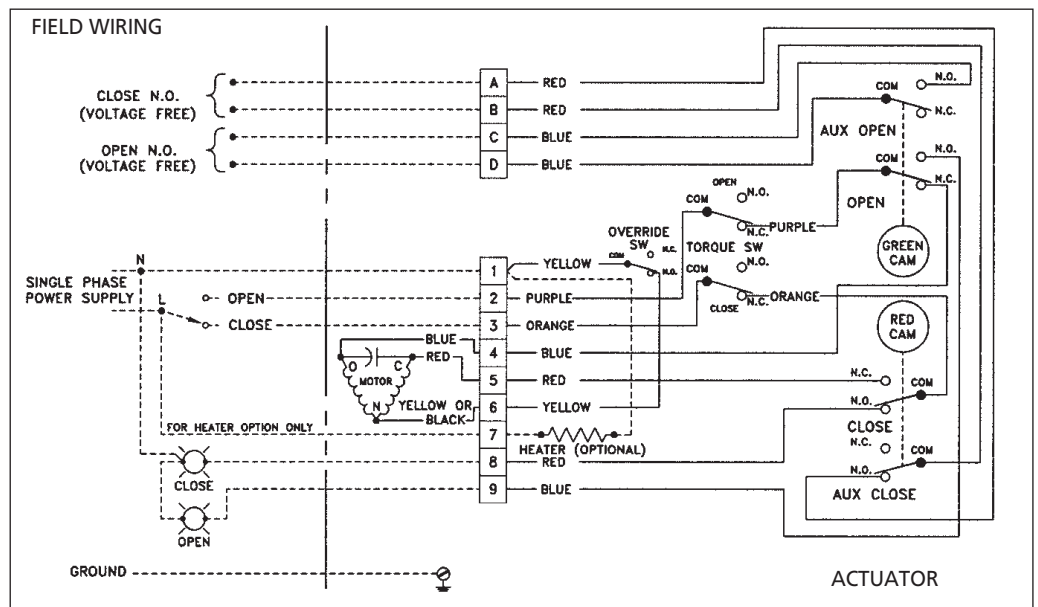 FIELD WIRING
CLOSE N.O.
(VOLTAGE FREE)
OPEN N.O.
(VOLTAGE FREE)
A RED
B RED
C BLUE
D BLUE
N.O.
COM
N.C.
AUX OPEN
N.O.
COM
N.C.
OPEN
GREEN
CAM
OPEN
N.O.
COM
N.C.
PURPLE
OVERRIDE
SW
N.C.
COM
N.O.
TORQUE SW
N.O.
COM
N.C.
ORANGE
CLOSE
RED
CAM
N
SINGLE PHASE
POWER SUPPLY
L
OPEN
CLOSE
1 YELLOW
2 PURPLE
3 ORANGE
4 BLUE
5 RED
6 YELLOW
7
8 RED
9 BLUE
BLUE
RED
O C
MOTOR
N
YELLOW OR
BLACK
FOR HEATER OPTION ONLY
HEATER (OPTIONAL)
N.C.
COM
N.O.
CLOSE
N.C.
COM
N.O.
AUX CLOSE
CLOSE
OPEN
GROUND
ACTUATOR